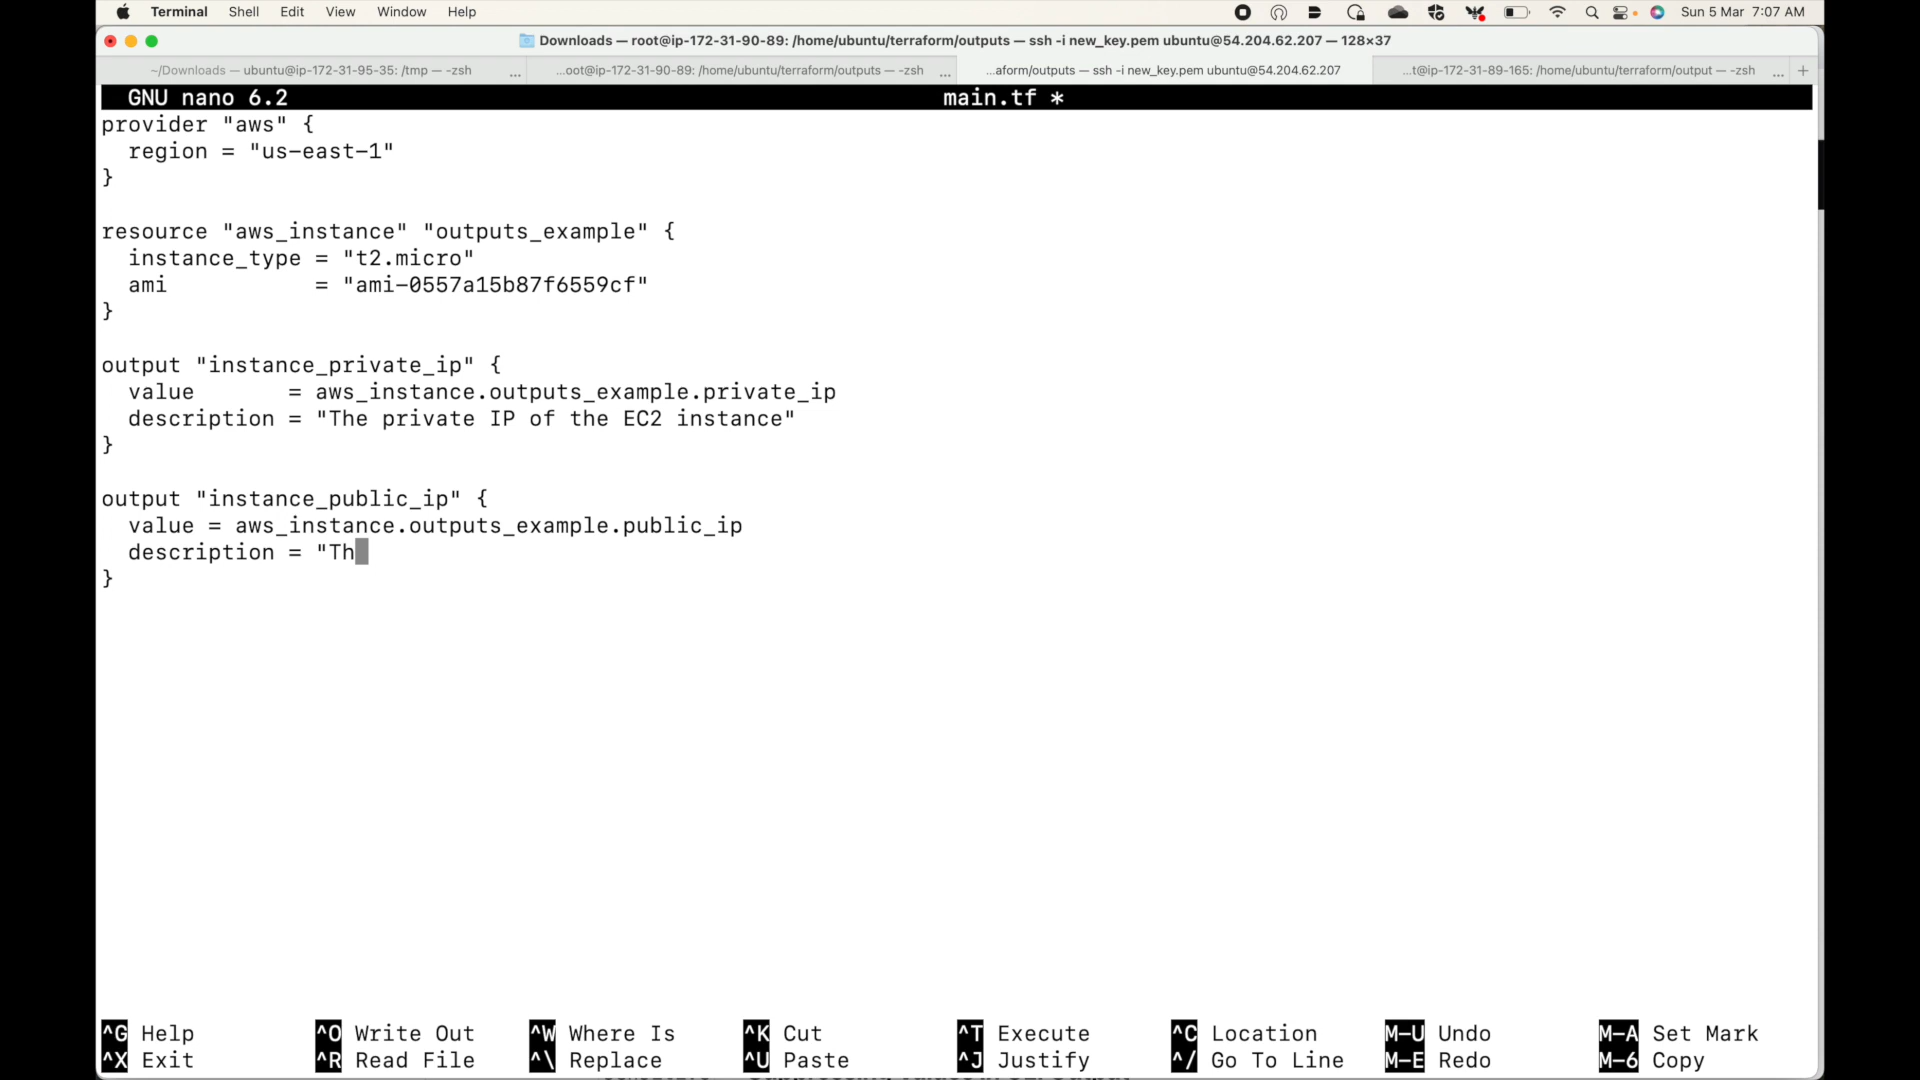 Terminal Shell Edit View Window Help Sun 5 Mar 7:07 AM
Downloads — root@ip-172-31-90-89: /home/ubuntu/terraform/outputs — ssh -i new_key.pem ubuntu@54.204.62.207 — 128×37
~/Downloads — ubuntu@ip-172-31-95-35: /tmp — -zsh ... ...oot@ip-172-31-90-89: /home/ubuntu/terraform/outputs — -zsh ... ...aform/outputs — ssh -i new_key.pem ubuntu@54.204.62.207 ...t@ip-172-31-89-165: /home/ubuntu/terraform/output — -zsh ... +
GNU nano 6.2 main.tf *
provider "aws" {
  region = "us-east-1"
}
resource "aws_instance" "outputs_example" {
  instance_type = "t2.micro"
  ami           = "ami-0557a15b87f6559cf"
}
output "instance_private_ip" {
  value       = aws_instance.outputs_example.private_ip
  description = "The private IP of the EC2 instance"
}
output "instance_public_ip" {
  value = aws_instance.outputs_example.public_ip
  description = "Th
}
^G Help ^O Write Out ^W Where Is ^K Cut ^T Execute ^C Location M-U Undo M-A Set Mark
^X Exit ^R Read File ^\ Replace ^U Paste ^J Justify ^/ Go To Line M-E Redo M-6 Copy